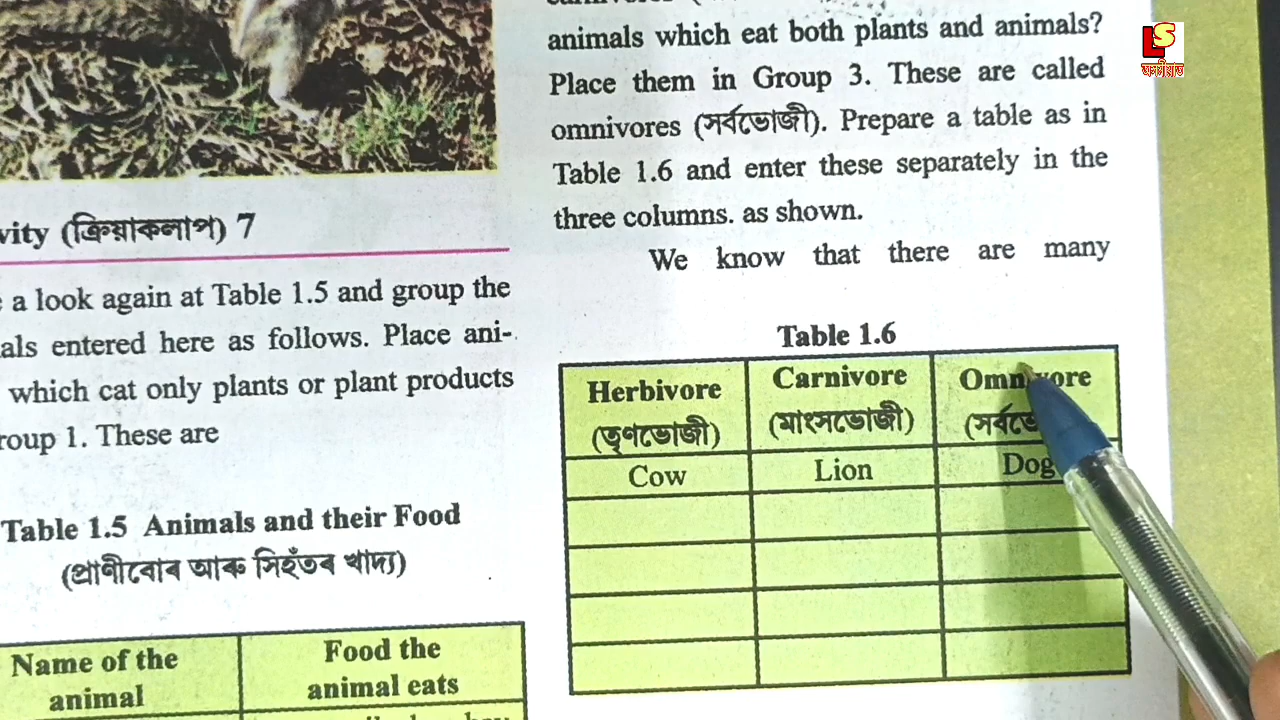 vity (ক্ৰিয়াকলাপ) 7
a look again at Table 1.5 and group the
als entered here as follows. Place ani-
which cat only plants or plant products
roup 1. These are
Table 1.5 Animals and their Food
(প্ৰাণীবোৰ আৰু সিহঁতৰ খাদ্য)
Name of the
animal
Food the
animal eats
animals which eat both plants and animals?
Place them in Group 3. These are called
omnivores (সৰ্বভোজী). Prepare a table as in
Table 1.6 and enter these separately in the
three columns. as shown.
We know that there are many
Table 1.6
Herbivore
(তৃণভোজী)
Carnivore
(মাংসভোজী)
Omnivore
(সৰ্বভো
Cow
Lion
Dog
LS